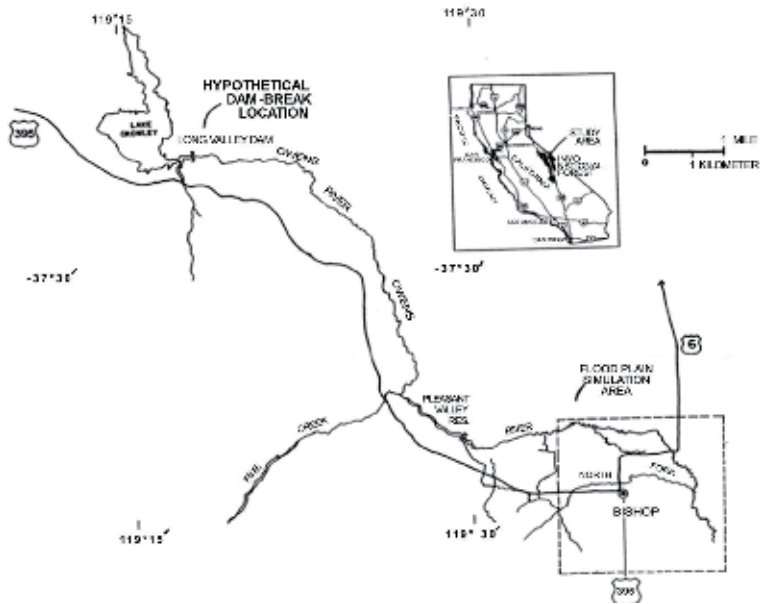 119°15
119°30
HYPOTHETICAL
DAM-BREAK
LOCATION
LAKE
CROWLEY
395
LONG VALLEY DAM
OWENS
RIVER
STUDY
AREA
INYO
NATIONAL
FOREST
CALIFORNIA
1 MILE
0
1 KILOMETER
-37°30′
-37°30′
OWENS
6
FLOOD PLAIN
SIMULATION
AREA
PLEASANT
VALLEY
RES.
RIVER
CREEK
PINE
NORTH
FORK
BISHOP
119°15′
119°30′
395